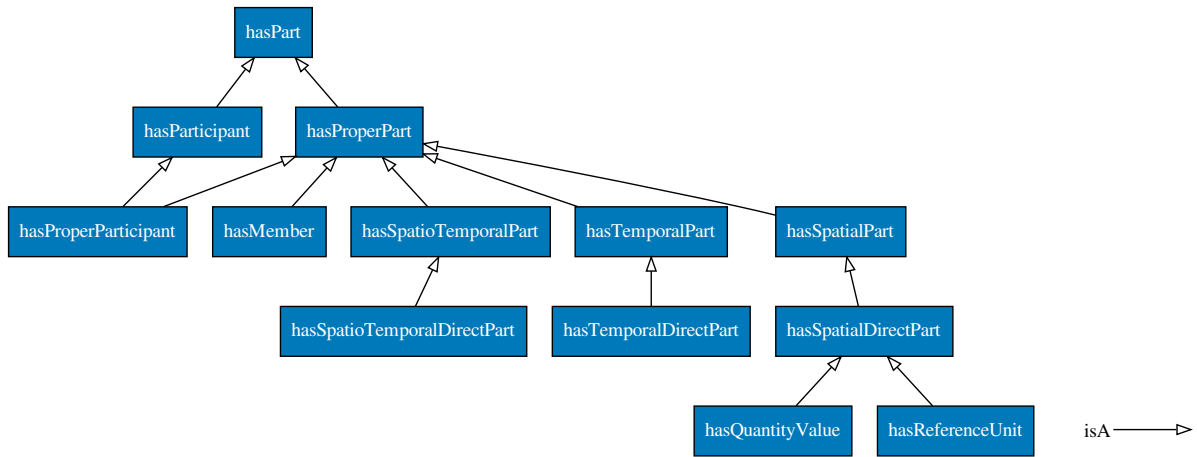 hasPart
hasParticipant
hasProperPart
hasProperParticipant
hasMember
hasSpatioTemporalPart
hasTemporalPart
hasSpatialPart
hasSpatioTemporalDirectPart
hasTemporalDirectPart
hasSpatialDirectPart
hasQuantityValue
hasReferenceUnit
isA